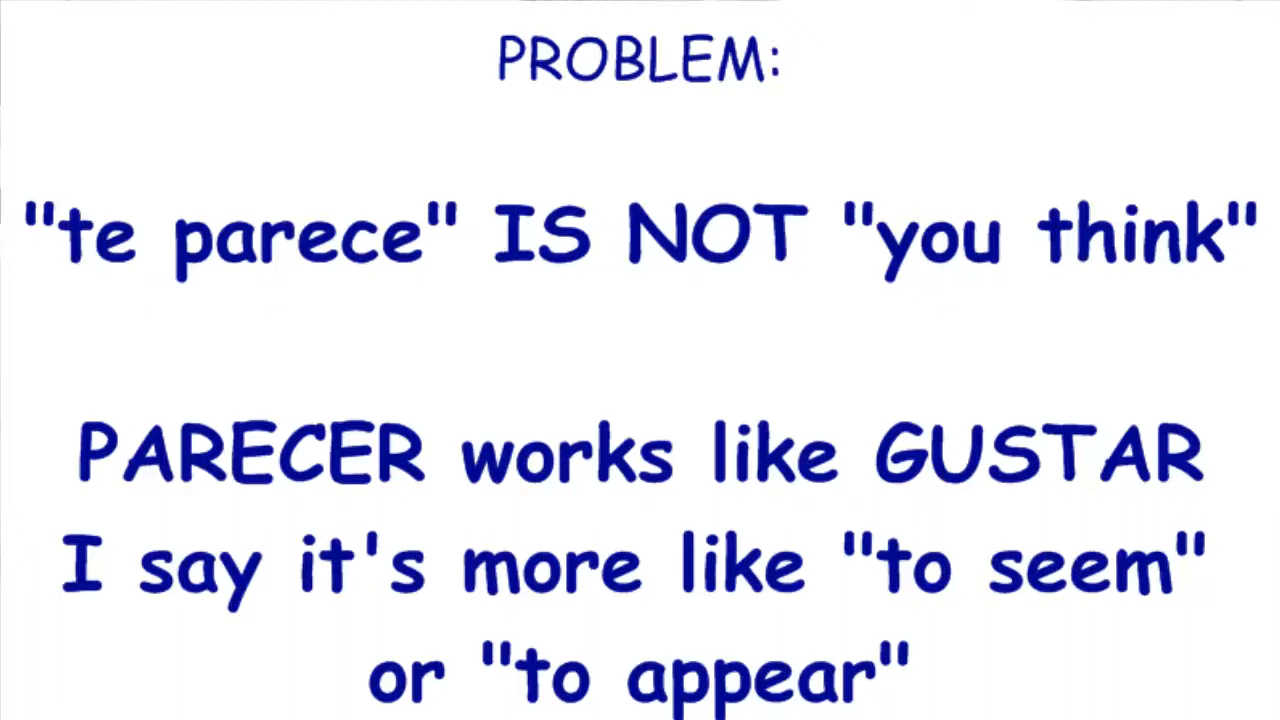 PROBLEM:
"te parece" IS NOT "you think"
PARECER works like GUSTAR
I say it's more like "to seem"
or "to appear"